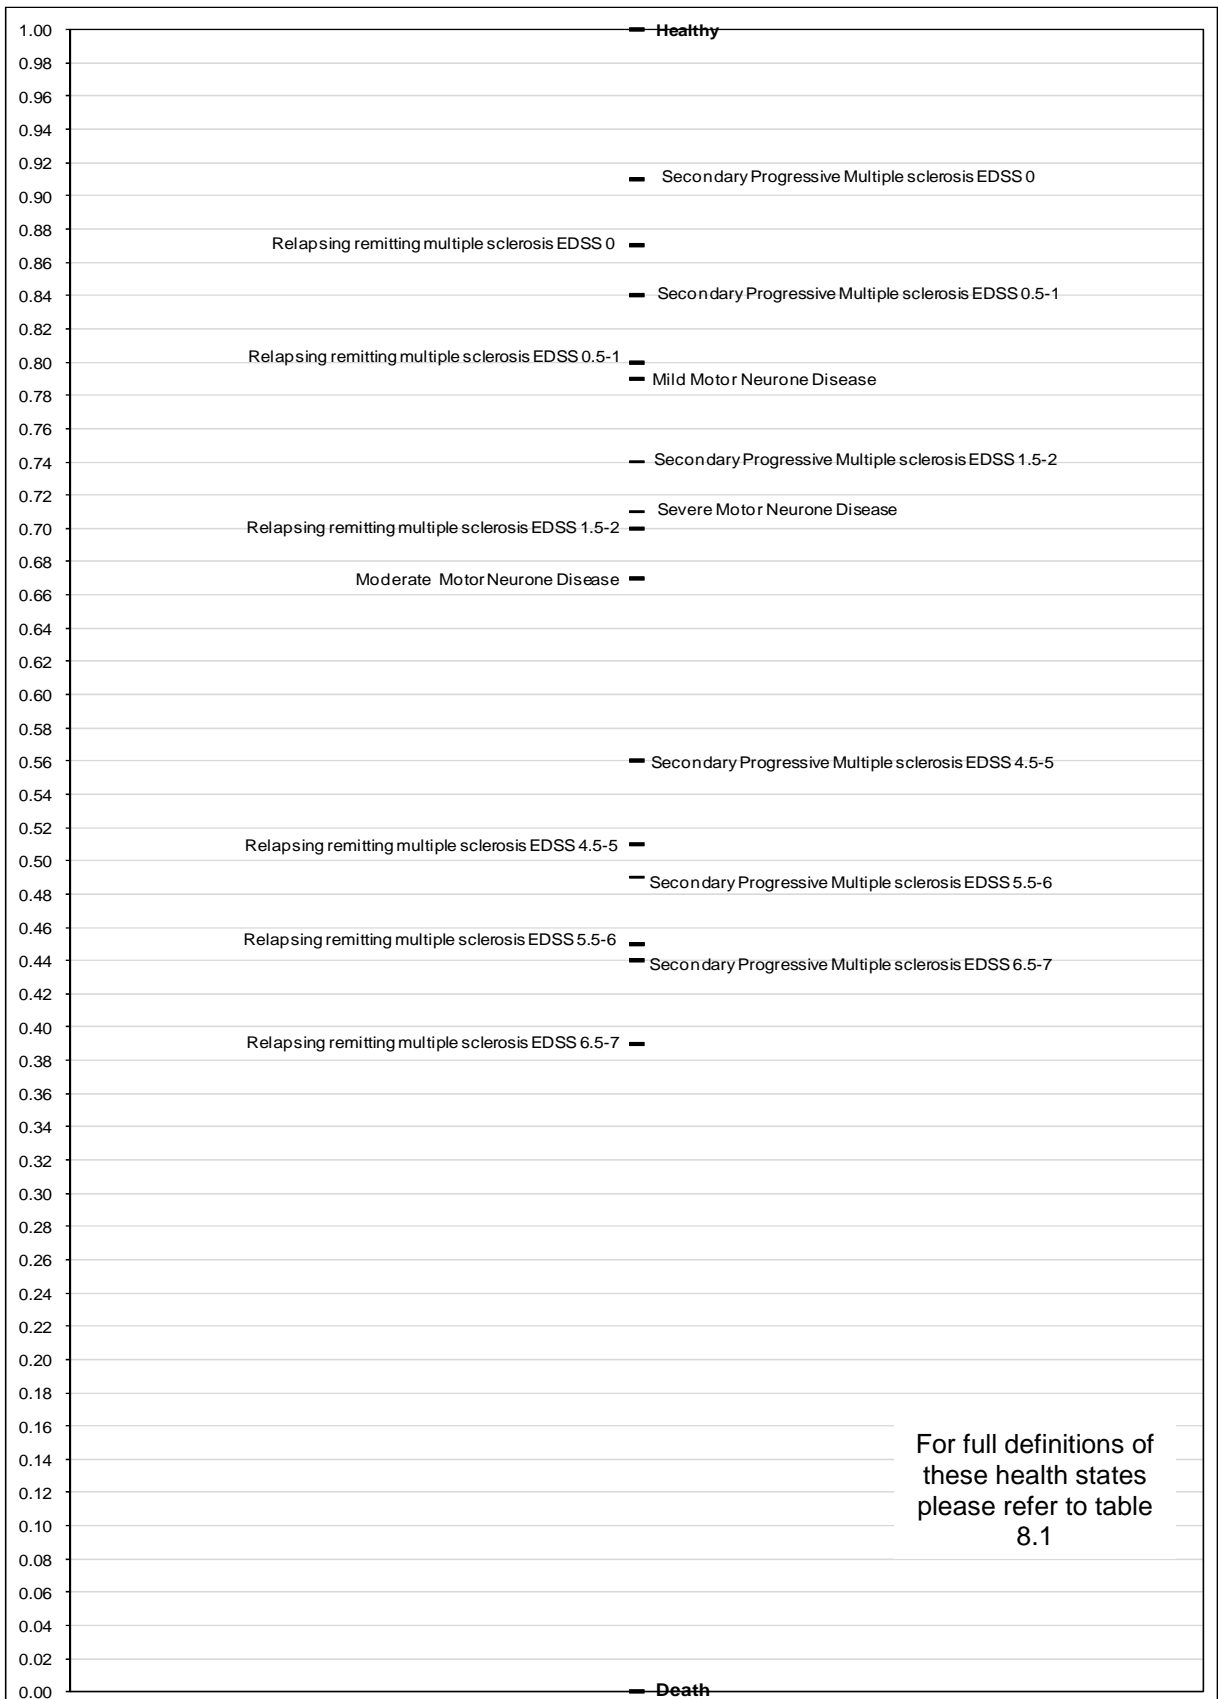 1.00
Healthy
0.98
0.96
0.94
0.92
Secondary Progressive Multiple sclerosis EDSS 0
0.90
0.88
Relapsing remitting multiple sclerosis EDSS 0
0.86
0.84
Secondary Progressive Multiple sclerosis EDSS 0.5-1
0.82
Relapsing remitting multiple sclerosis EDSS 0.5-1
0.80
Mild Motor Neurone Disease
0.78
0.76
0.74
Secondary Progressive Multiple sclerosis EDSS 1.5-2
0.72
Severe Motor Neurone Disease
0.70
Relapsing remitting multiple sclerosis EDSS 1.5-2
0.68
Moderate Motor Neurone Disease
0.66
0.64
0.62
0.60
0.58
0.56
Secondary Progressive Multiple sclerosis EDSS 4.5-5
0.54
0.52
Relapsing remitting multiple sclerosis EDSS 4.5-5
0.50
Secondary Progressive Multiple sclerosis EDSS 5.5-6
0.48
0.46
Relapsing remitting multiple sclerosis EDSS 5.5-6
0.44
Secondary Progressive Multiple sclerosis EDSS 6.5-7
0.42
0.40
Relapsing remitting multiple sclerosis EDSS 6.5-7
0.38
0.36
0.34
0.32
0.30
0.28
0.26
0.24
0.22
0.20
0.18
0.16
0.14
0.12
0.10
0.08
0.06
0.04
0.02
0.00
Death
For full definitions of
these health states
please refer to table
8.1